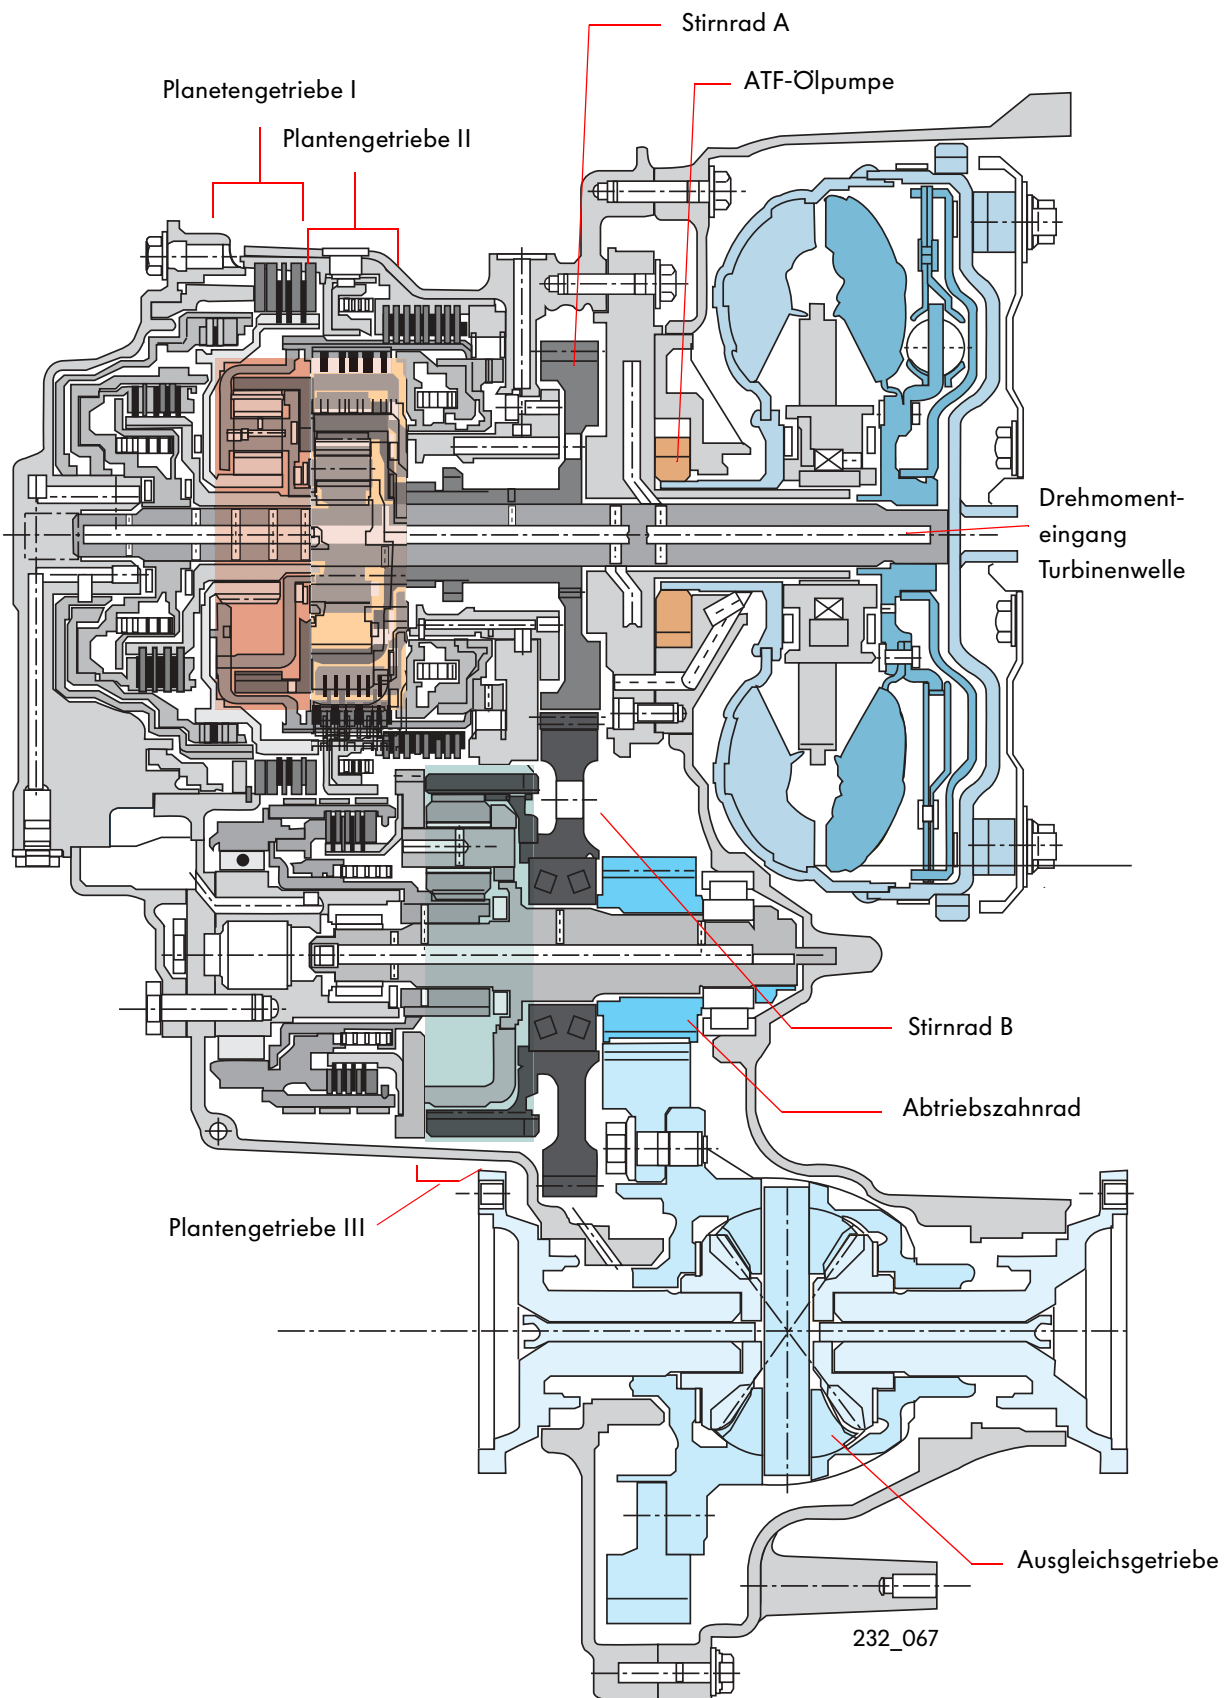 Stirnrad A
ATF-Ölpumpe
Planetengetriebe I
Plantengetriebe II
Drehmoment-
eingang
Turbinenwelle
Stirnrad B
Abtriebszahnrad
Plantengetriebe III
Ausgleichsgetriebe
232_067